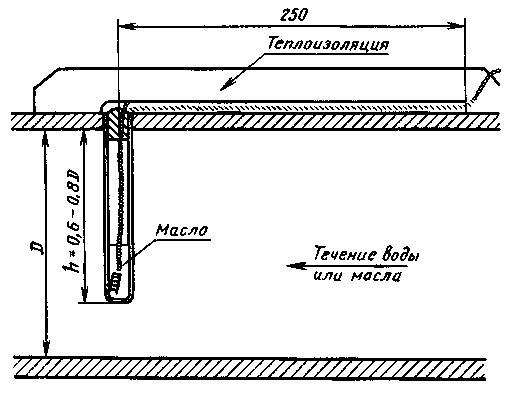 250
Теплоизоляция
h = 0,6 – 0,8D
D
Масло
Течение воды
или масла